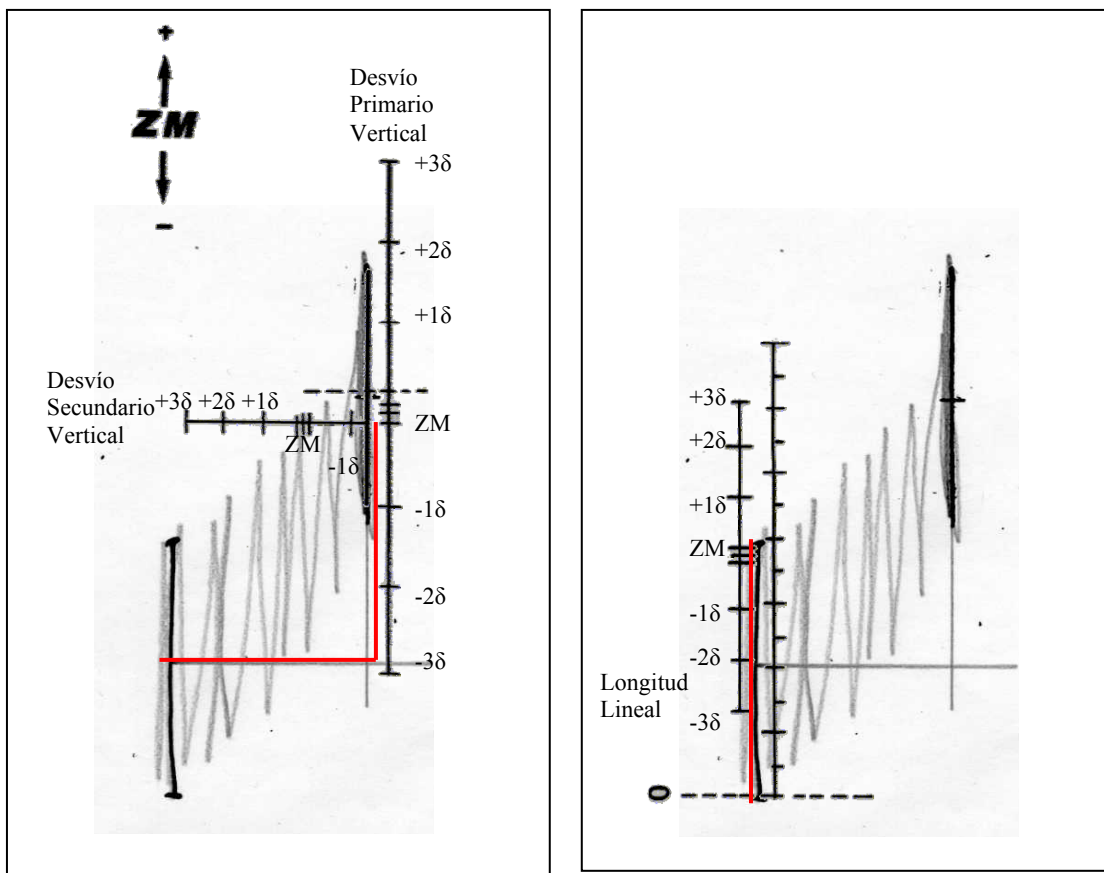 +
ZM
–
Desvío
Primario
Vertical
+3δ
+2δ
+1δ
ZM
-1δ
-2δ
-3δ
Desvío
Secundario
Vertical
+3δ +2δ +1δ
ZM
-1δ
+3δ
+2δ
+1δ
ZM
-1δ
-2δ
-3δ
Longitud
Lineal
O